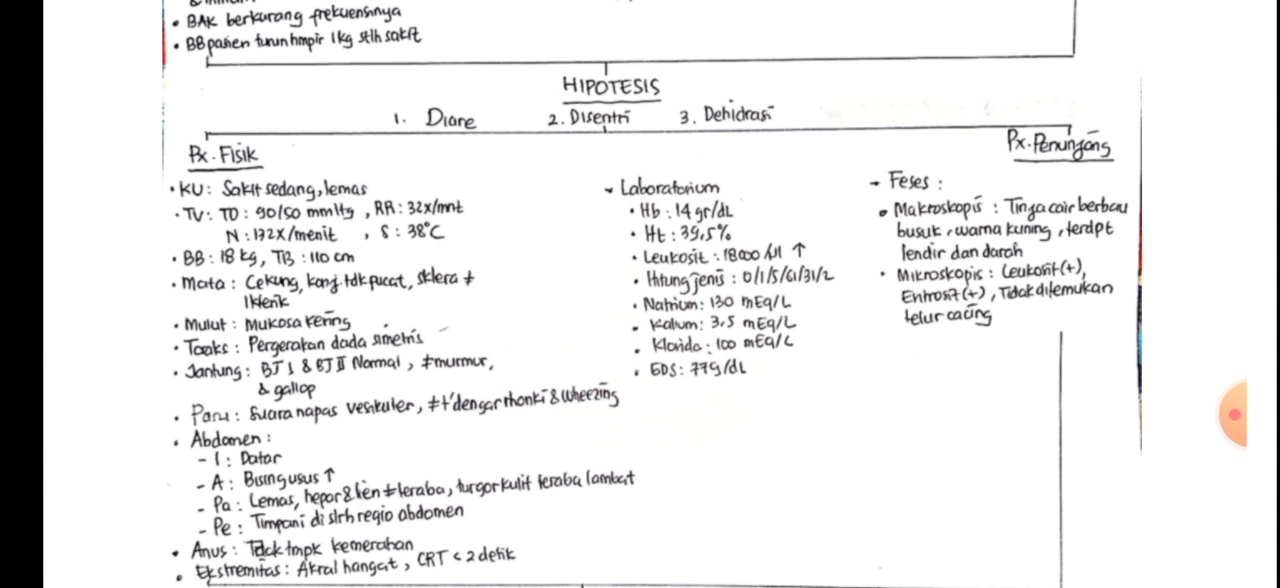 • BAK berkurang frekuensinya
• BB pasien turun hmpir 1 kg stlh sakit
HIPOTESIS
1. Diare 2. Disentri 3. Dehidrasi
Px. Fisik
• KU : Sakit sedang, lemas
• TV : TD : 90/50 mmHg , RR : 32x/mnt
N : 132x/menit , S : 38°C
• BB : 18 kg, TB : 110 cm
• Mata : Cekung, konj. tdk pucat, sklera ≠
Ikterik
• Mulut : Mukosa kering
• Toraks : Pergerakan dada simetris
• Jantung : BJ I & BJ II Normal , ≠ murmur,
& gallop
• Paru : Suara napas vesikuler, ≠ t'dengar rhonki & wheezing
• Abdomen :
- I : Datar
- A : Bising usus ↑
- Pa : Lemas, hepar & lien ≠ teraba, turgor kulit teraba lambat
- Pe : Timpani di slrh regio abdomen
• Anus : Tdck tmpk kemerahan
• Ekstremitas : Akral hangat , CRT < 2 detik
Px. Penunjang
- Laboratorium
• Hb : 14 gr/dL
• Ht : 39,5%
• Leukosit : 18000 /µl ↑
• Hitung jenis : 0/1/5/61/31/2
• Natrium : 130 mEq/L
• Kalium : 3,5 mEq/L
• Klorida : 100 mEq/L
• GDS : 77 g/dL
- Feses :
• Makroskopis : Tinja cair berbau
busuk , warna kuning , terdpt
lendir dan darah
• Mikroskopis : Leukosit (+),
Eritrosit (+) , Tidak ditemukan
telur cacing